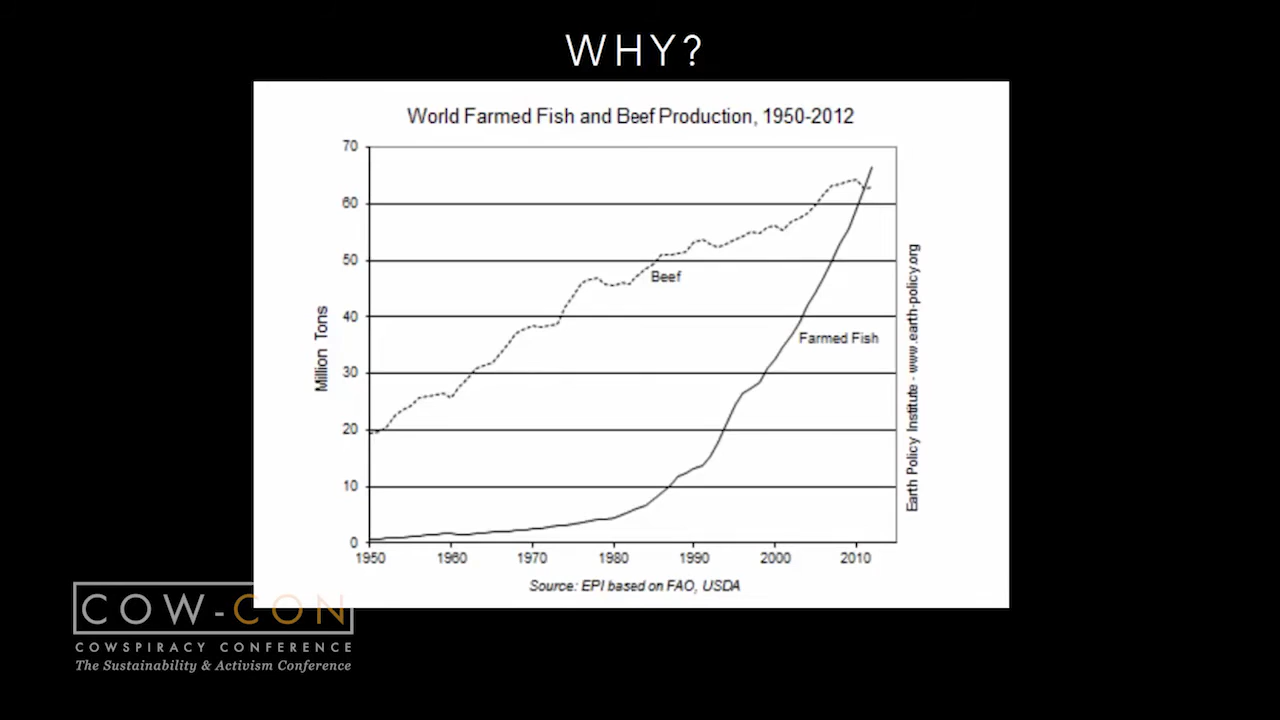 WHY?
World Farmed Fish and Beef Production, 1950-2012
70
60
50
40
30
20
10
0
Million Tons
Beef
Farmed Fish
1950 1960 1970 1980 1990 2000 2010
Source: EPI based on FAO, USDA
Earth Policy Institute - www.earth-policy.org
COW-CON
COWSPIRACY CONFERENCE
The Sustainability & Activism Conference